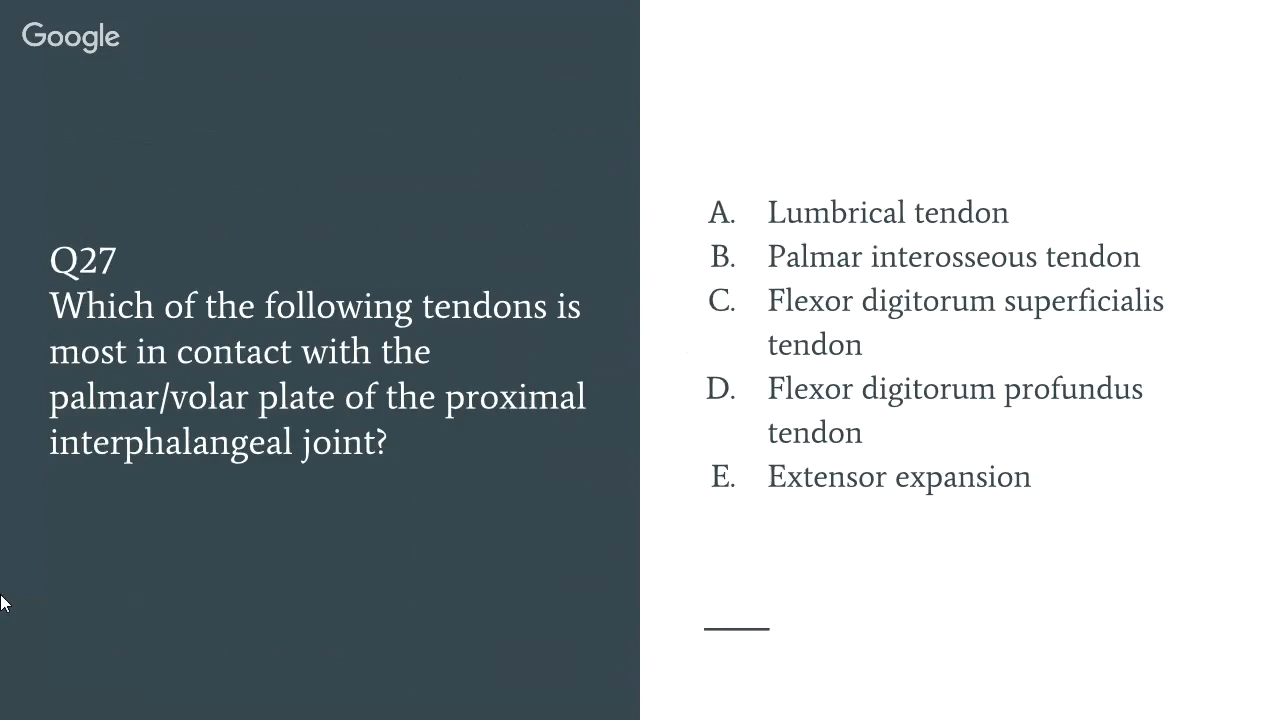 Google
Q27
Which of the following tendons is
most in contact with the
palmar/volar plate of the proximal
interphalangeal joint?
A. Lumbrical tendon
B. Palmar interosseous tendon
C. Flexor digitorum superficialis
tendon
D. Flexor digitorum profundus
tendon
E. Extensor expansion